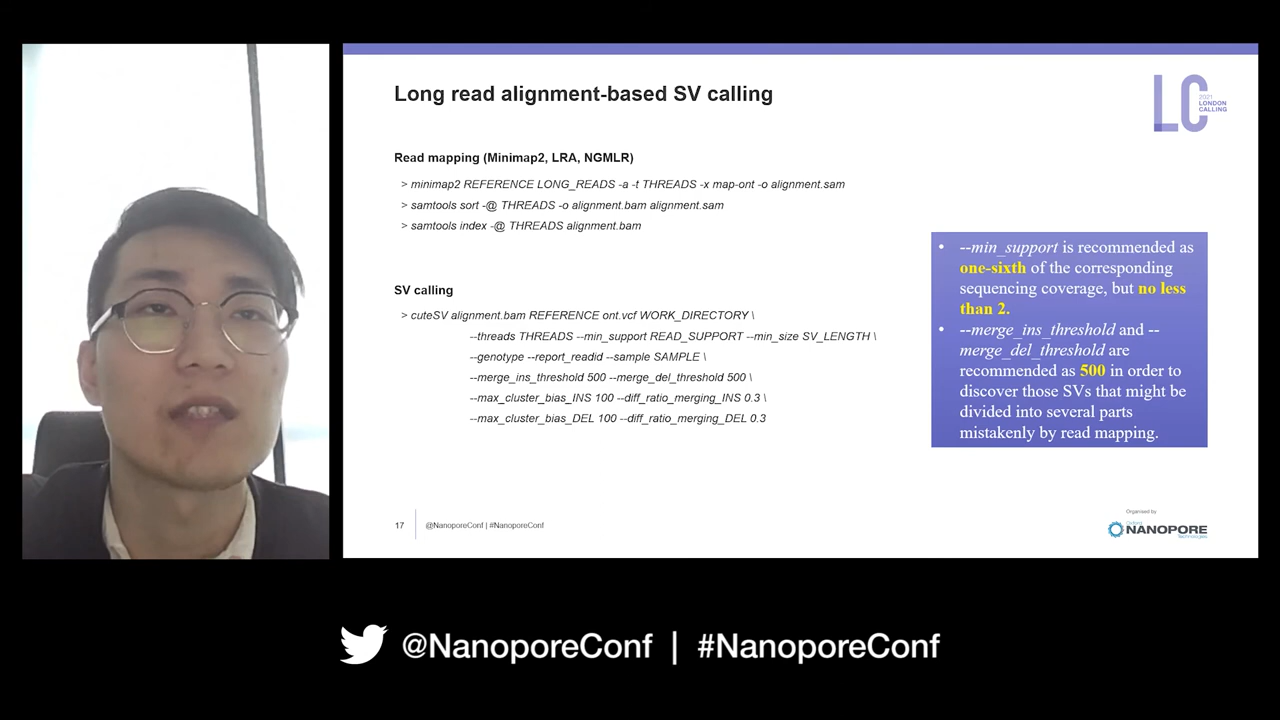 Long read alignment-based SV calling
LC
2021
LONDON
CALLING
Read mapping (Minimap2, LRA, NGMLR)
> minimap2 REFERENCE LONG_READS -a -t THREADS -x map-ont -o alignment.sam
> samtools sort -@ THREADS -o alignment.bam alignment.sam
> samtools index -@ THREADS alignment.bam
SV calling
> cuteSV alignment.bam REFERENCE ont.vcf WORK_DIRECTORY \
--threads THREADS --min_support READ_SUPPORT --min_size SV_LENGTH \
--genotype --report_readid --sample SAMPLE \
--merge_ins_threshold 500 --merge_del_threshold 500 \
--max_cluster_bias_INS 100 --diff_ratio_merging_INS 0.3 \
--max_cluster_bias_DEL 100 --diff_ratio_merging_DEL 0.3
• --min_support is recommended as
one-sixth of the corresponding
sequencing coverage, but no less
than 2.
• --merge_ins_threshold and --
merge_del_threshold are
recommended as 500 in order to
discover those SVs that might be
divided into several parts
mistakenly by read mapping.
17
@NanoporeConf | #NanoporeConf
Organised by
Oxford
NANOPORE
Technologies
@NanoporeConf | #NanoporeConf